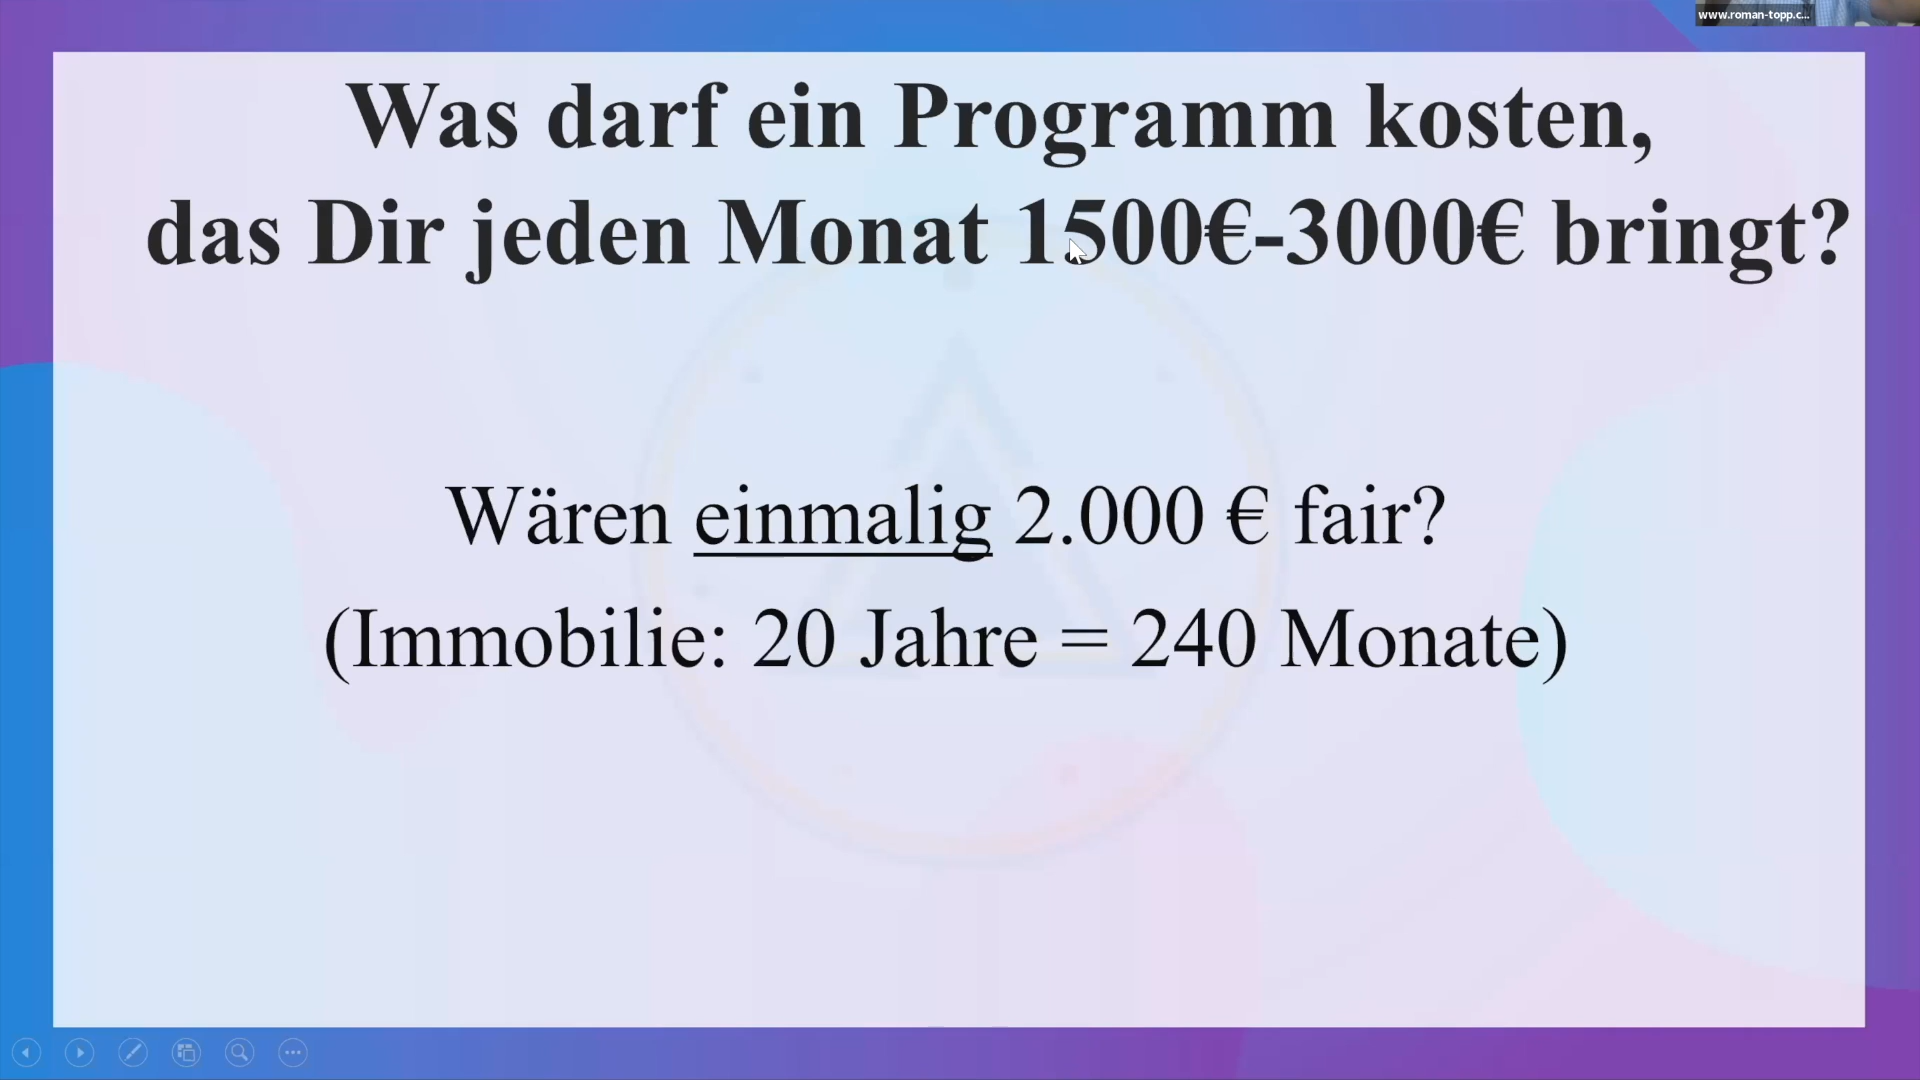 www.roman-topp.c...
Was darf ein Programm kosten,
das Dir jeden Monat 1500€-3000€ bringt?
Wären einmalig 2.000 € fair?
(Immobilie: 20 Jahre = 240 Monate)